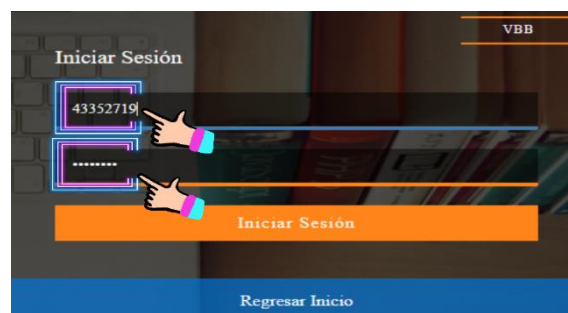 VBB
Iniciar Sesión
43352719
········
Iniciar Sesión
Regresar Inicio